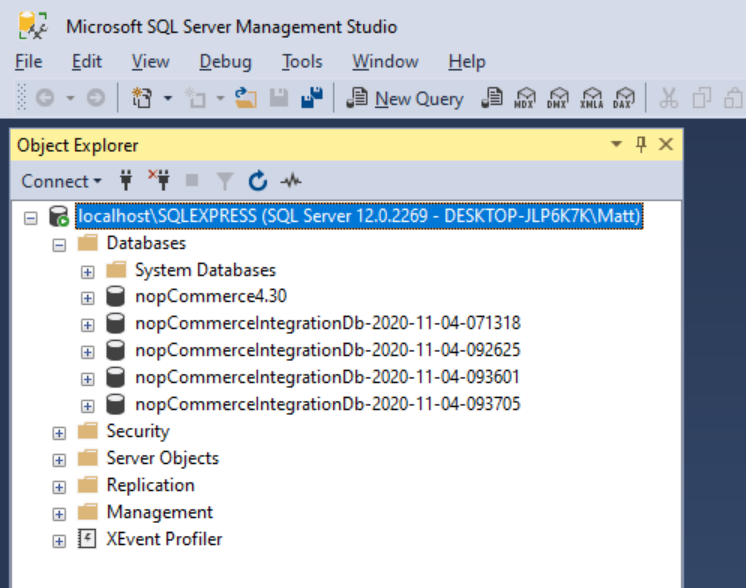 Microsoft SQL Server Management Studio
File Edit View Debug Tools Window Help
New Query MDX DMX XMLA DAX
Object Explorer
Connect
localhost\SQLEXPRESS (SQL Server 12.0.2269 - DESKTOP-JLP6K7K\Matt)
Databases
System Databases
nopCommerce4.30
nopCommerceIntegrationDb-2020-11-04-071318
nopCommerceIntegrationDb-2020-11-04-092625
nopCommerceIntegrationDb-2020-11-04-093601
nopCommerceIntegrationDb-2020-11-04-093705
Security
Server Objects
Replication
Management
XEvent Profiler